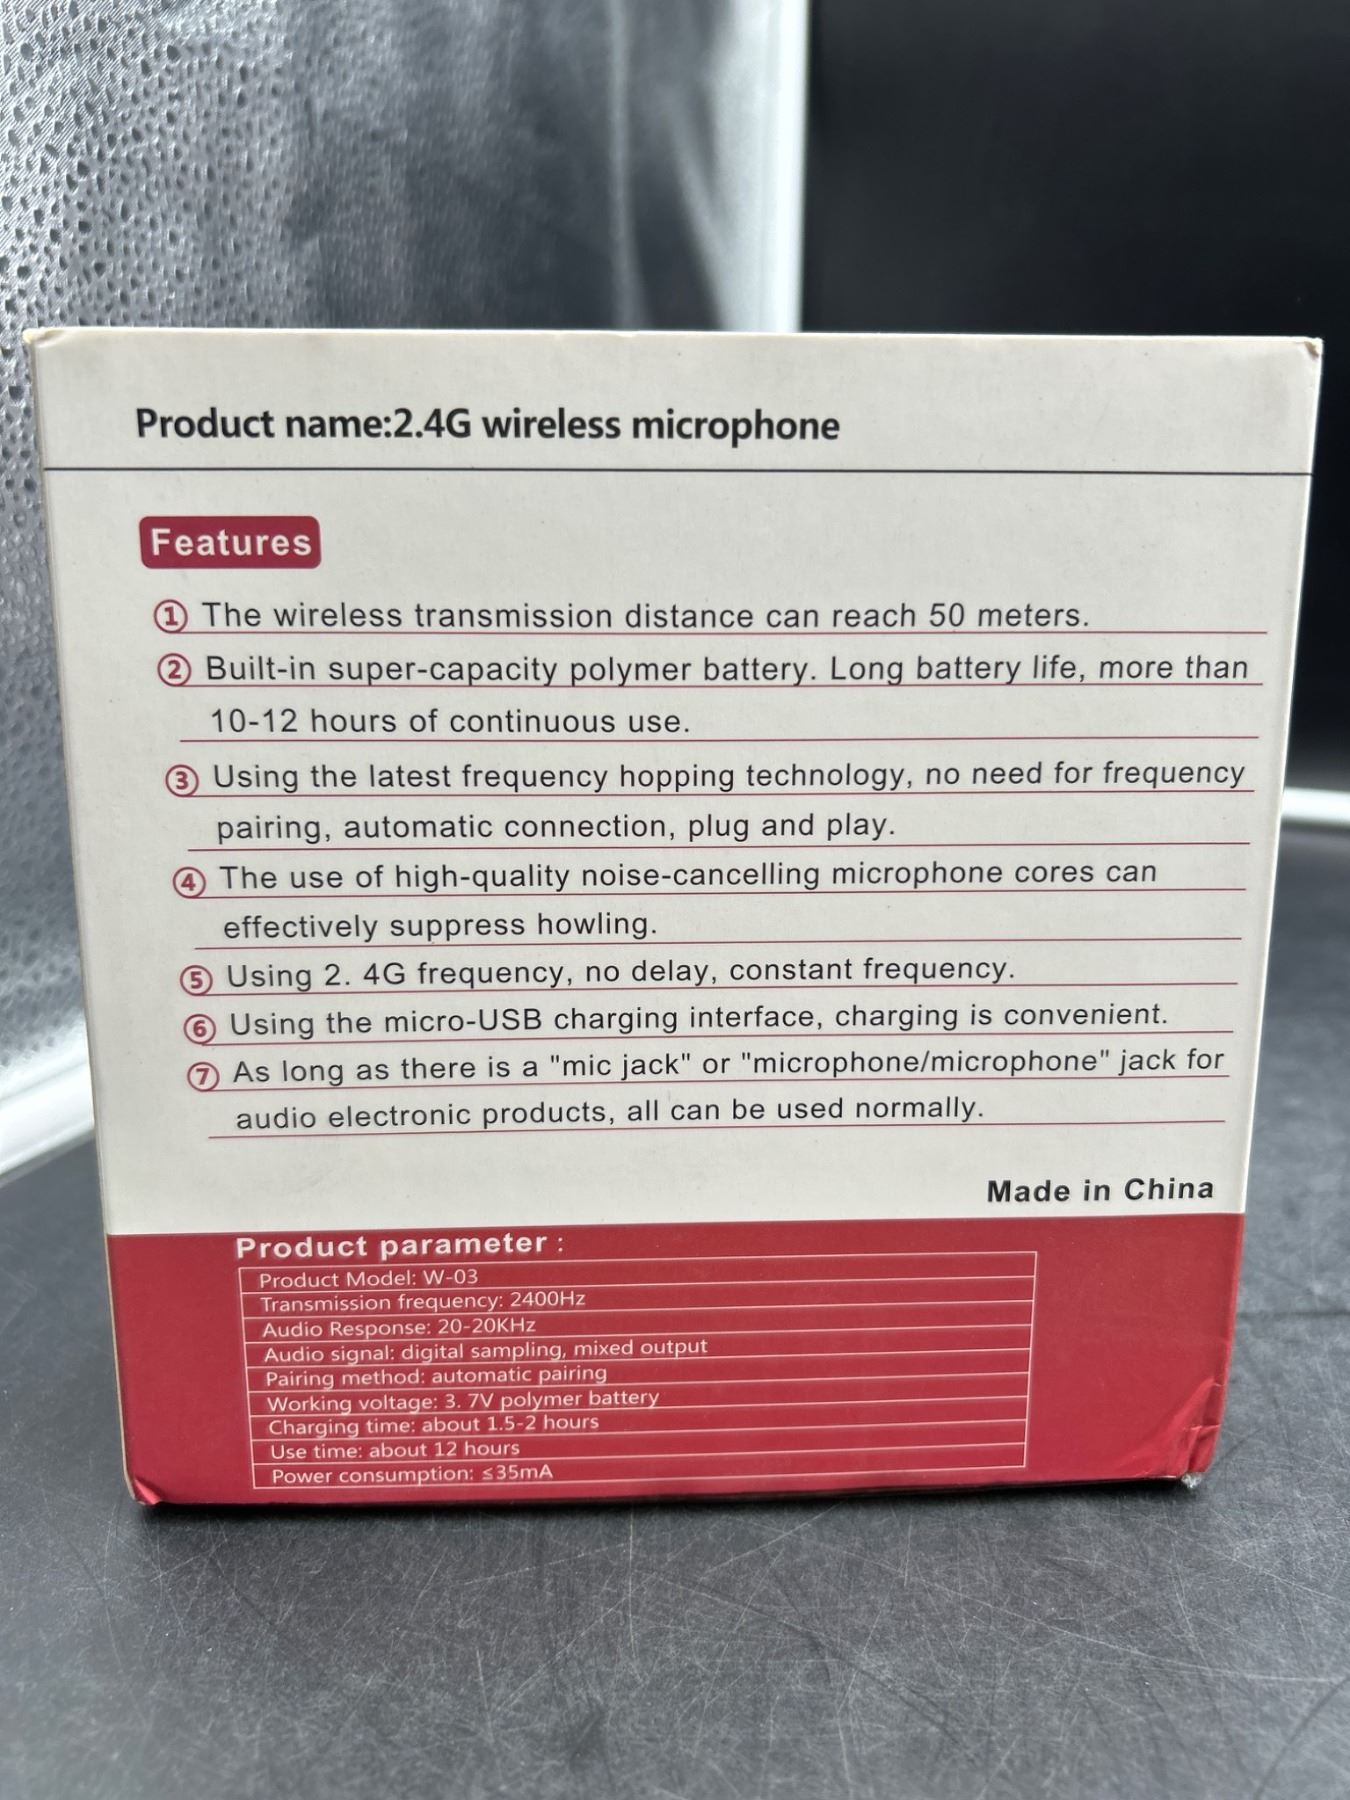 Product name:2.4G wireless microphone
Features
① The wireless transmission distance can reach 50 meters.
② Built-in super-capacity polymer battery. Long battery life, more than
10-12 hours of continuous use.
③ Using the latest frequency hopping technology, no need for frequency
pairing, automatic connection, plug and play.
④ The use of high-quality noise-cancelling microphone cores can
effectively suppress howling.
⑤ Using 2. 4G frequency, no delay, constant frequency.
⑥ Using the micro-USB charging interface, charging is convenient.
⑦ As long as there is a "mic jack" or "microphone/microphone" jack for
audio electronic products, all can be used normally.
Made in China
Product parameter :
Product Model: W-03
Transmission frequency: 2400Hz
Audio Response: 20-20KHz
Audio signal: digital sampling, mixed output
Pairing method: automatic pairing
Working voltage: 3. 7V polymer battery
Charging time: about 1.5-2 hours
Use time: about 12 hours
Power consumption: ≤35mA